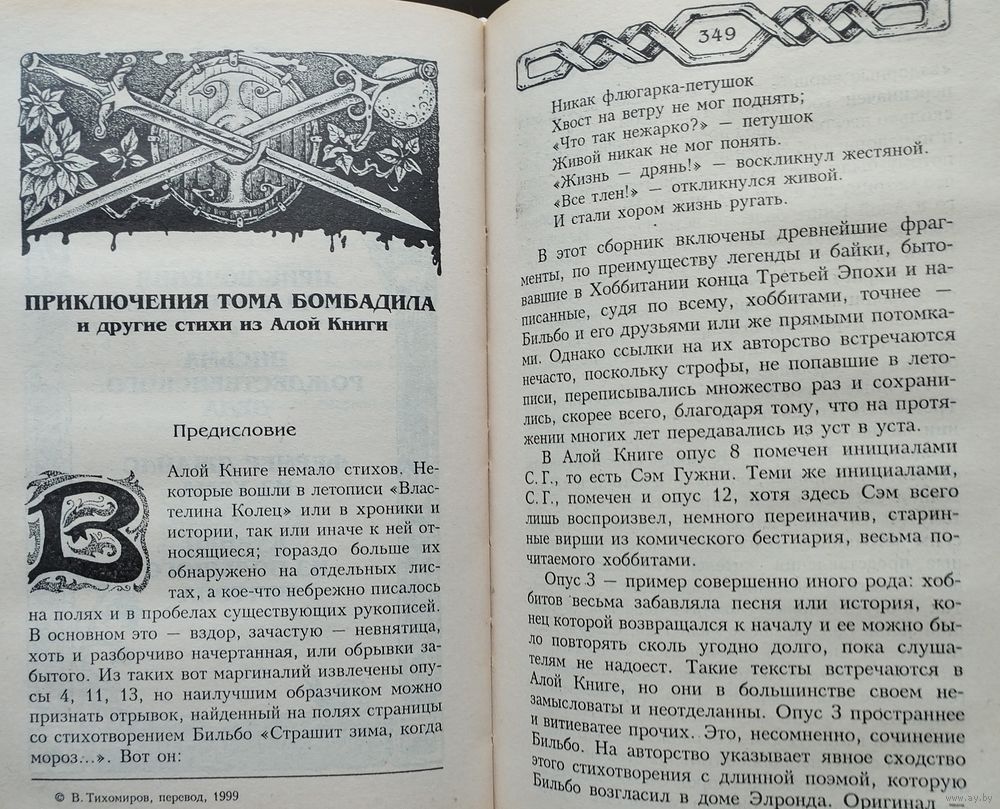 ПРИКЛЮЧЕНИЯ ТОМА БОМБАДИЛА
и другие стихи из Алой Книги
Предисловие
В Алой Книге немало стихов. Не-
которые вошли в летописи «Влас-
телина Колец» или в хроники и
истории, так или иначе к ней от-
носящиеся; гораздо больше их
обнаружено на отдельных лис-
тах, а кое-что небрежно писалось
на полях и в пробелах существующих рукописей.
В основном это — вздор, зачастую — невнятица,
хоть и разборчиво начертанная, или обрывки за-
бытого. Из таких вот маргиналий извлечены опу-
сы 4, 11, 13, но наилучшим образчиком можно
признать отрывок, найденный на полях страницы
со стихотворением Бильбо «Страшит зима, когда
мороз...». Вот он:
© В. Тихомиров, перевод, 1999
349
Никак флюгарка-петушок
Хвост на ветру не мог поднять;
«Что так нежарко?» — петушок
Живой никак не мог понять.
«Жизнь — дрянь!» — воскликнул жестяной.
«Все тлен!» — откликнулся живой.
И стали хором жизнь ругать.
В этот сборник включены древнейшие фраг-
менты, по преимуществу легенды и байки, быто-
вавшие в Хоббитании конца Третьей Эпохи и на-
писанные, судя по всему, хоббитами, точнее —
Бильбо и его друзьями или же прямыми потомка-
ми. Однако ссылки на их авторство встречаются
нечасто, поскольку строфы, не попавшие в лето-
писи, переписывались множество раз и сохрани-
лись, скорее всего, благодаря тому, что на протя-
жении многих лет передавались из уст в уста.
В Алой Книге опус 8 помечен инициалами
С. Г., то есть Сэм Гужни. Теми же инициалами,
С. Г., помечен и опус 12, хотя здесь Сэм всего
лишь воспроизвел, немного переиначив, старин-
ные вирши из комического бестиария, весьма по-
читаемого хоббитами.
Опус 3 — пример совершенно иного рода: хоб-
битов весьма забавляла песня или история, ко-
нец которой возвращался к началу и ее можно бы-
ло повторять сколь угодно долго, пока слуша-
телям не надоест. Такие тексты встречаются в
Алой Книге, но они в большинстве своем не-
замысловаты и неотделанны. Опус 3 пространнее
и витиеватее прочих. Это, несомненно, сочинение
Бильбо. На авторство указывает явное сходство
этого стихотворения с длинной поэмой, которую
Бильбо возгласил в доме Элронда. Оригинал
www.ay.by